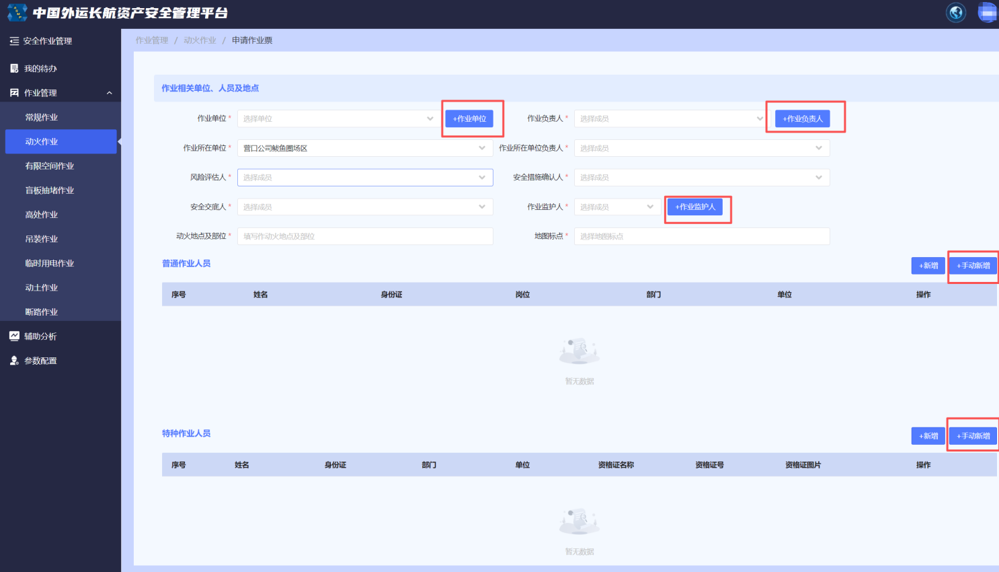 中国外运长航资产安全管理平台
安全作业管理
我的待办
作业管理
常规作业
动火作业
有限空间作业
盲板抽堵作业
高处作业
吊装作业
临时用电作业
动土作业
断路作业
辅助分析
参数配置
作业管理 / 动火作业 / 申请作业票
作业相关单位、人员及地点
作业单位* 选择单位 +作业单位 作业负责人* 选择成员 +作业负责人
作业所在单位* 营口公司鲅鱼圈场区 作业所在单位负责人* 选择成员
风险评估人* 选择成员 安全措施确认人* 选择成员
安全交底人* 选择成员 作业监护人* 选择成员 +作业监护人
动火地点及部位* 填写作动火地点及部位 地图标点* 选择地图标点
普通作业人员 +新增 +手动新增
序号 姓名 身份证 岗位 部门 单位 操作
暂无数据
特种作业人员 +新增 +手动新增
序号 姓名 身份证 部门 单位 资格证名称 资格证号 资格证图片 操作
暂无数据